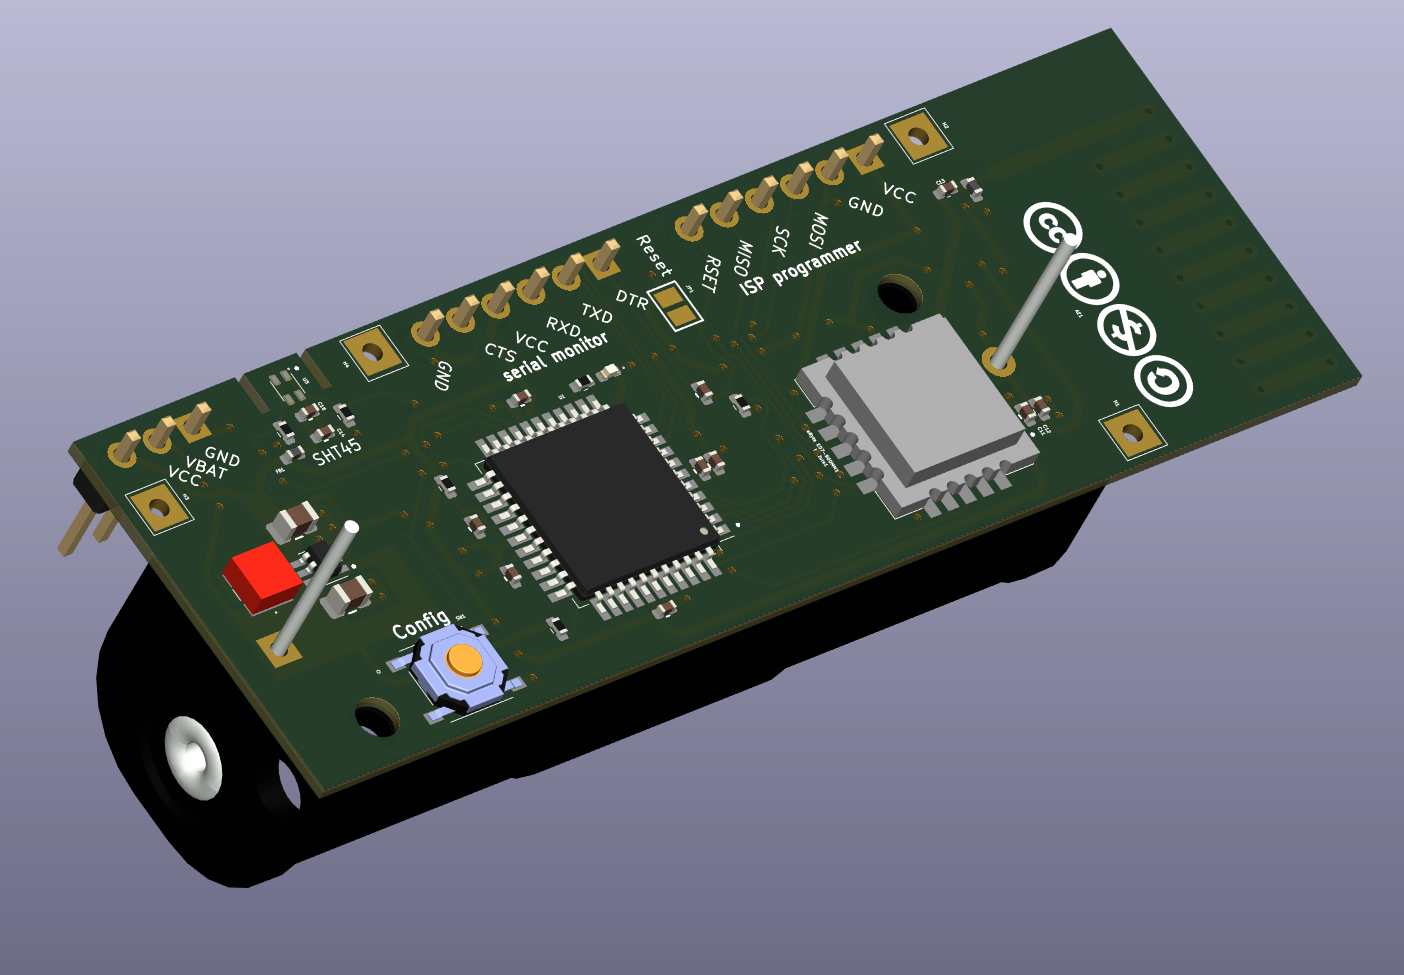 VCC
VBAT
GND
SHT45
GND
CTS
VCC
RXD
TXD
DTR
serial monitor
Reset
RSET
MISO
SCK
MOSI
GND
VCC
ISP programmer
Config
cc
$